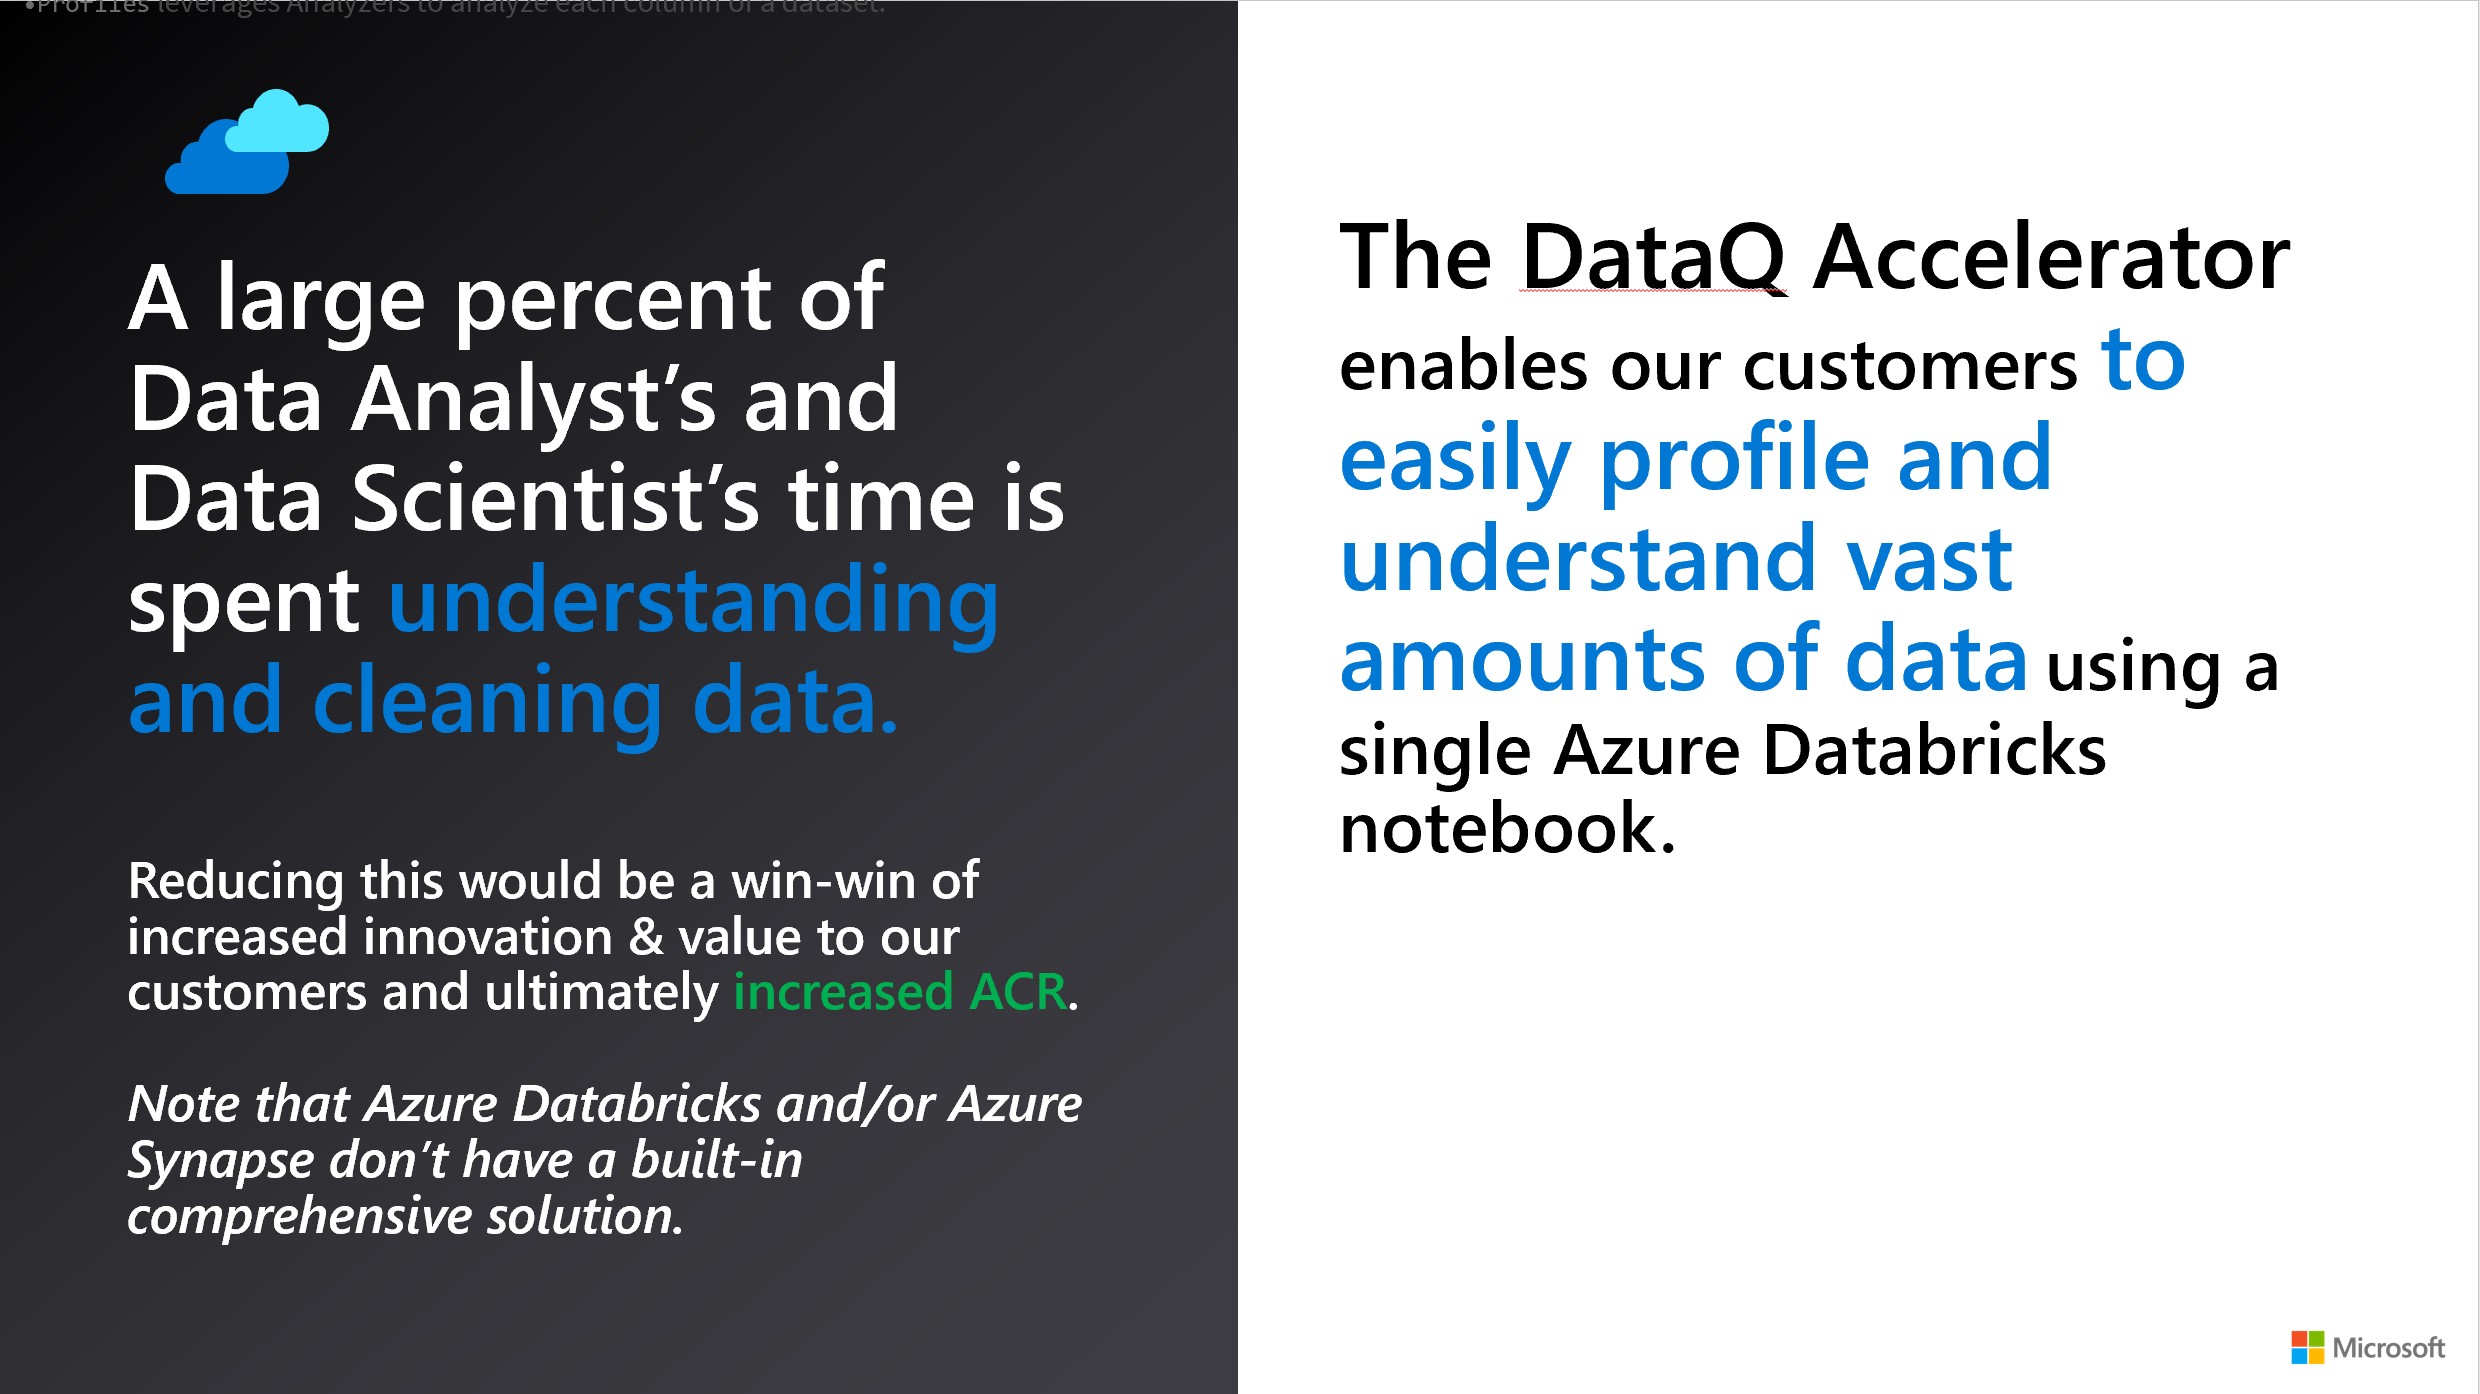 •Profiles leverages Analyzers to analyze each column of a dataset.
A large percent of
Data Analyst’s and
Data Scientist’s time is
spent understanding
and cleaning data.
Reducing this would be a win-win of
increased innovation & value to our
customers and ultimately increased ACR.
Note that Azure Databricks and/or Azure
Synapse don’t have a built-in
comprehensive solution.
The DataQ Accelerator
enables our customers to
easily profile and
understand vast
amounts of data using a
single Azure Databricks
notebook.
Microsoft